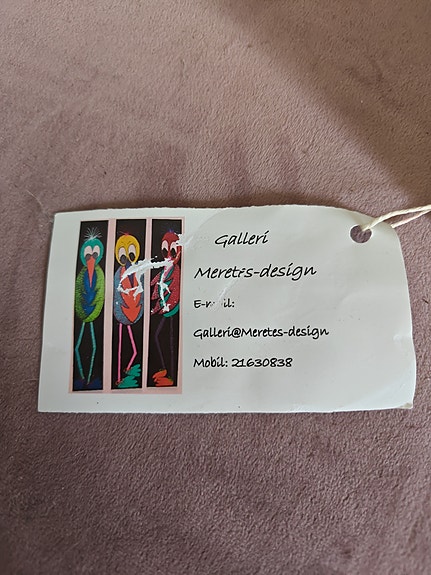 Galleri
Meretes-design
E-mail:
Galleri@Meretes-design
Mobil: 21630838